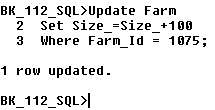 BK_112_SQL>Update Farm
2 Set Size_=Size_+100
3 Where Farm_Id = 1075;
1 row updated.
BK_112_SQL>